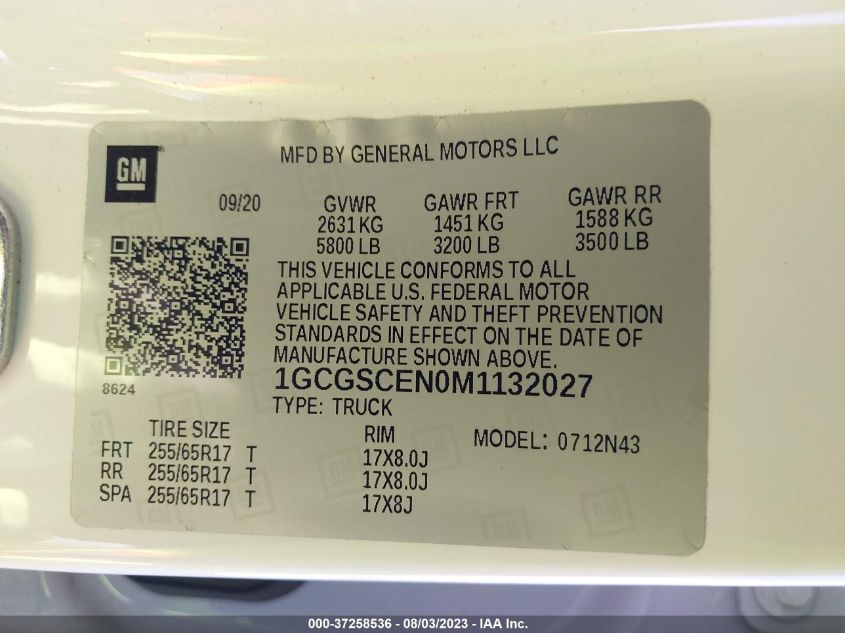 GM
MFD BY GENERAL MOTORS LLC
09/20
GVWR GAWR FRT GAWR RR
2631 KG 1451 KG 1588 KG
5800 LB 3200 LB 3500 LB
THIS VEHICLE CONFORMS TO ALL
APPLICABLE U.S. FEDERAL MOTOR
VEHICLE SAFETY AND THEFT PREVENTION
STANDARDS IN EFFECT ON THE DATE OF
MANUFACTURE SHOWN ABOVE.
8624
1GCGSCEN0M1132027
TYPE: TRUCK
TIRE SIZE RIM MODEL: 0712N43
FRT 255/65R17 T 17X8.0J
RR 255/65R17 T 17X8.0J
SPA 255/65R17 T 17X8J
000-37258536 - 08/03/2023 - IAA Inc.